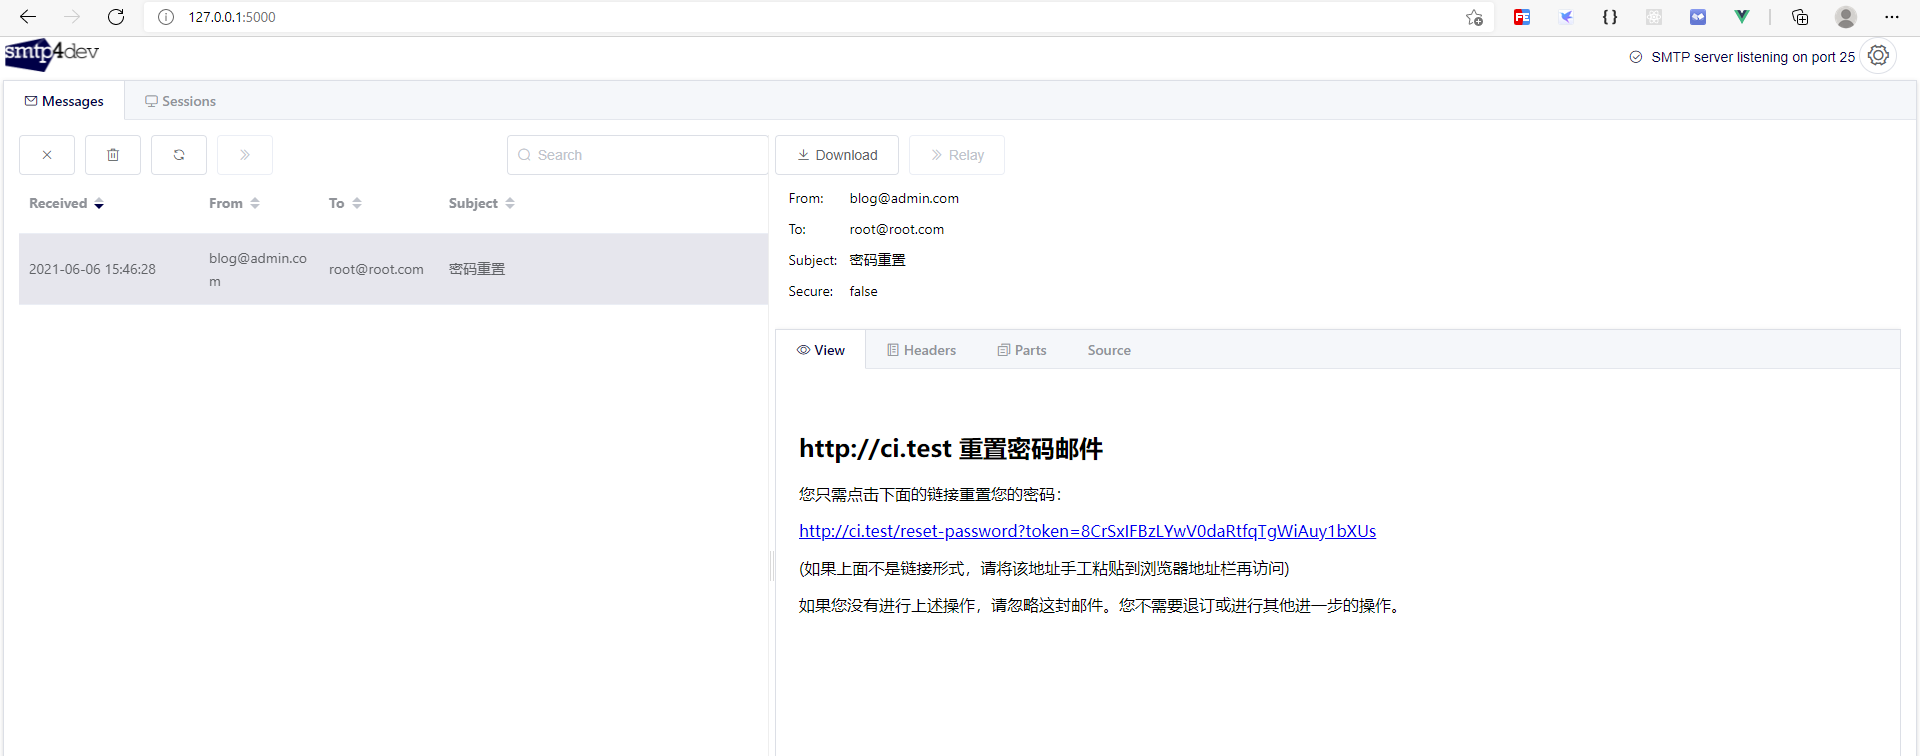 127.0.0.1:5000
smtp4dev
SMTP server listening on port 25
Messages
Sessions
Search
Download
Relay
Received
From
To
Subject
2021-06-06 15:46:28
blog@admin.co
m
root@root.com
密码重置
From: blog@admin.com
To: root@root.com
Subject: 密码重置
Secure: false
View
Headers
Parts
Source
http://ci.test 重置密码邮件
您只需点击下面的链接重置您的密码：
http://ci.test/reset-password?token=8CrSxIFBzLYwV0daRtfqTgWiAuy1bXUs
(如果上面不是链接形式，请将该地址手工粘贴到浏览器地址栏再访问)
如果您没有进行上述操作，请忽略这封邮件。您不需要退订或进行其他进一步的操作。